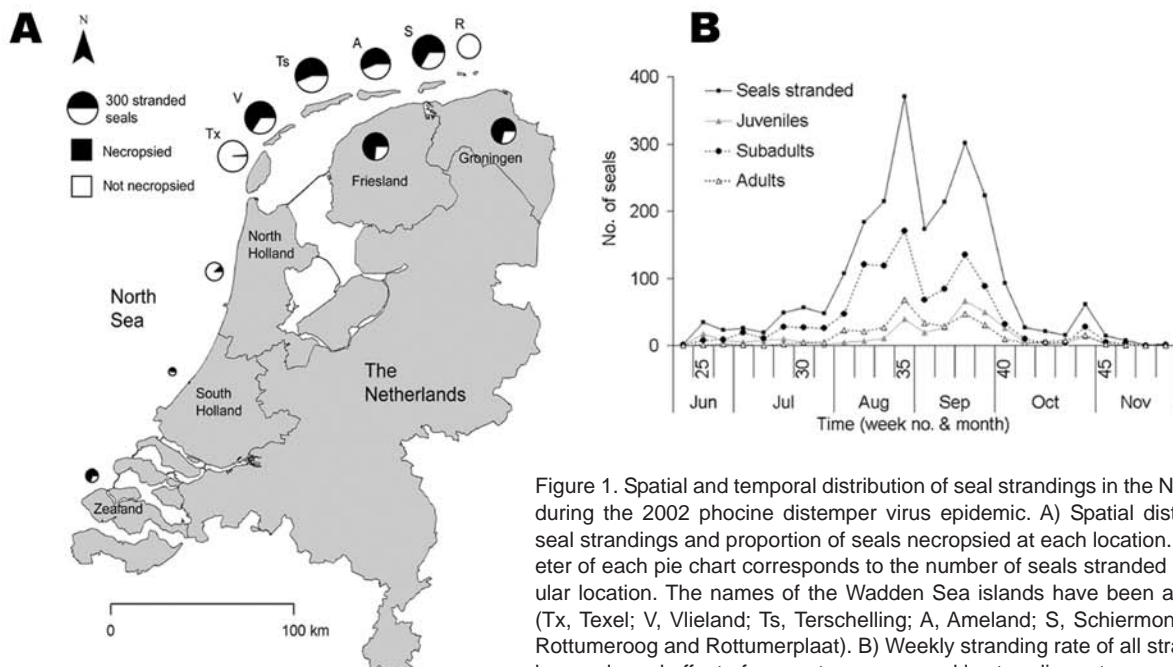 A
N
300 stranded
seals
Necropsied
Not necropsied
Tx
V
Ts
A
S
R
Friesland
Groningen
North
Holland
North
Sea
The
Netherlands
South
Holland
Zealand
0 100 km
B
No. of seals
400
300
200
100
0
Seals stranded
Juveniles
Subadults
Adults
25 30 35 40 45
Jun Jul Aug Sep Oct Nov
Time (week no. & month)
Figure 1. Spatial and temporal distribution of seal strandings in the N
during the 2002 phocine distemper virus epidemic. A) Spatial dist
seal strandings and proportion of seals necropsied at each location.
eter of each pie chart corresponds to the number of seals stranded
ular location. The names of the Wadden Sea islands have been a
(Tx, Texel; V, Vlieland; Ts, Terschelling; A, Ameland; S, Schiermon
Rottumeroog and Rottumerplaat). B) Weekly stranding rate of all stra